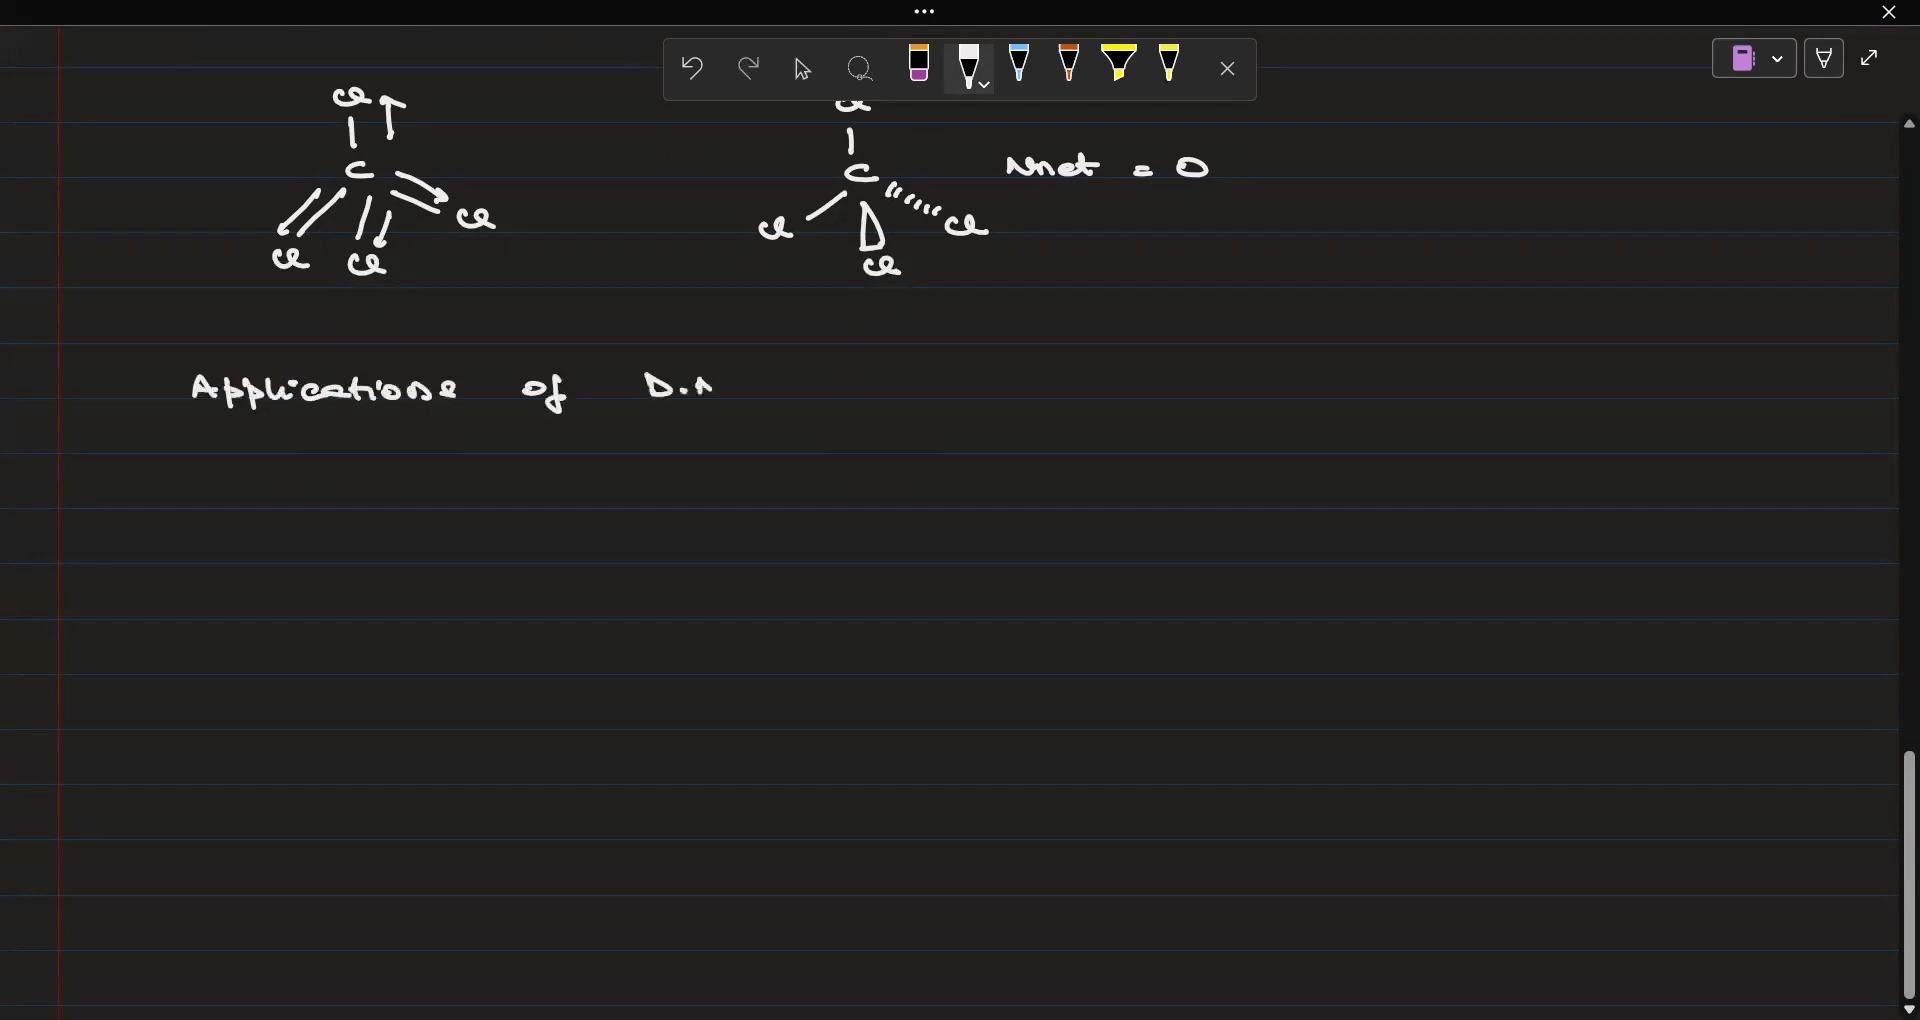 Cl Cl
C C μnet = 0
Cl Cl Cl
Cl Cl Cl
Applications of D.